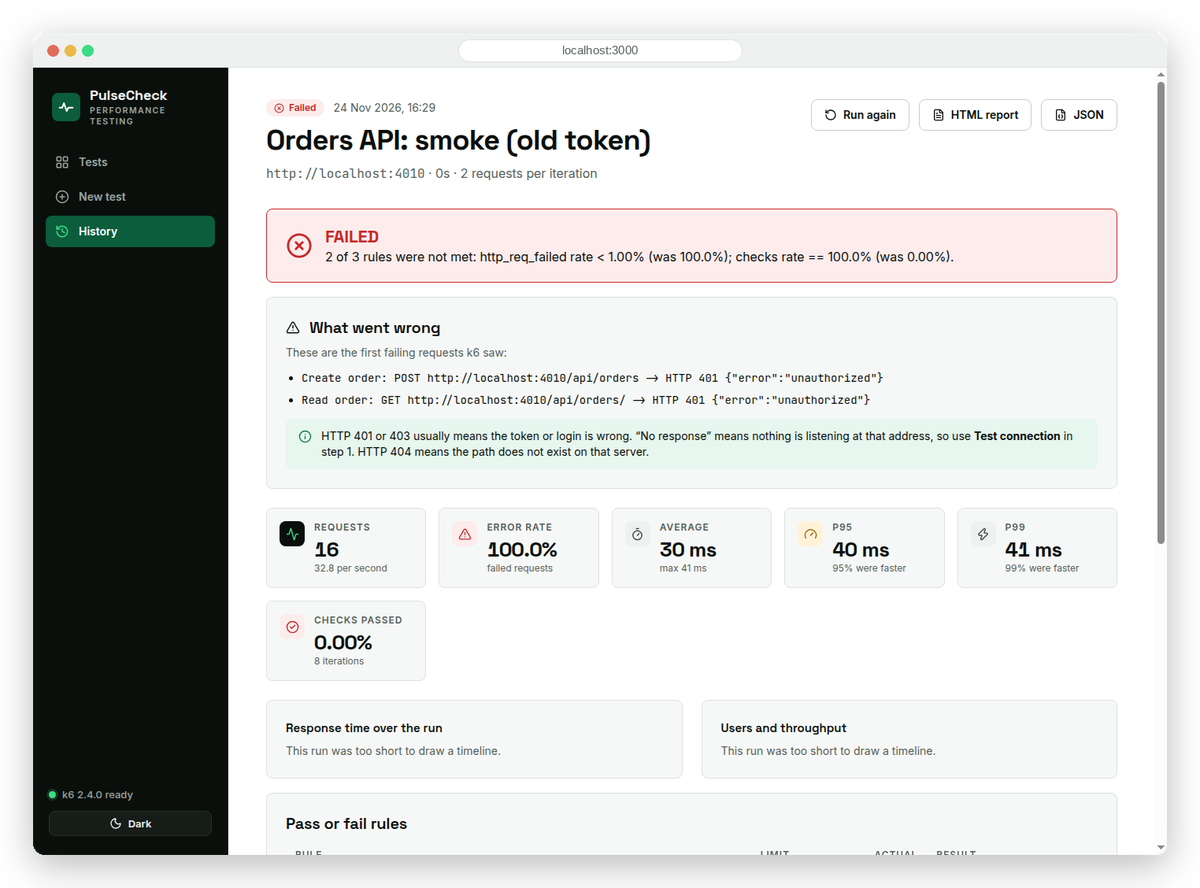 localhost:3000
PulseCheck
PERFORMANCE
TESTING
Tests
New test
History
k6 2.4.0 ready
Dark
Failed 24 Nov 2026, 16:29
Run again
HTML report
JSON
Orders API: smoke (old token)
http://localhost:4010 · 0s · 2 requests per iteration
FAILED
2 of 3 rules were not met: http_req_failed rate < 1.00% (was 100.0%); checks rate == 100.0% (was 0.00%).
What went wrong
These are the first failing requests k6 saw:
• Create order: POST http://localhost:4010/api/orders → HTTP 401 {"error":"unauthorized"}
• Read order: GET http://localhost:4010/api/orders/ → HTTP 401 {"error":"unauthorized"}
HTTP 401 or 403 usually means the token or login is wrong. “No response” means nothing is listening at that address, so use Test connection in
step 1. HTTP 404 means the path does not exist on that server.
REQUESTS
16
32.8 per second
ERROR RATE
100.0%
failed requests
AVERAGE
30 ms
max 41 ms
P95
40 ms
95% were faster
P99
41 ms
99% were faster
CHECKS PASSED
0.00%
8 iterations
Response time over the run
This run was too short to draw a timeline.
Users and throughput
This run was too short to draw a timeline.
Pass or fail rules
RULE LIMIT ACTUAL RESULT